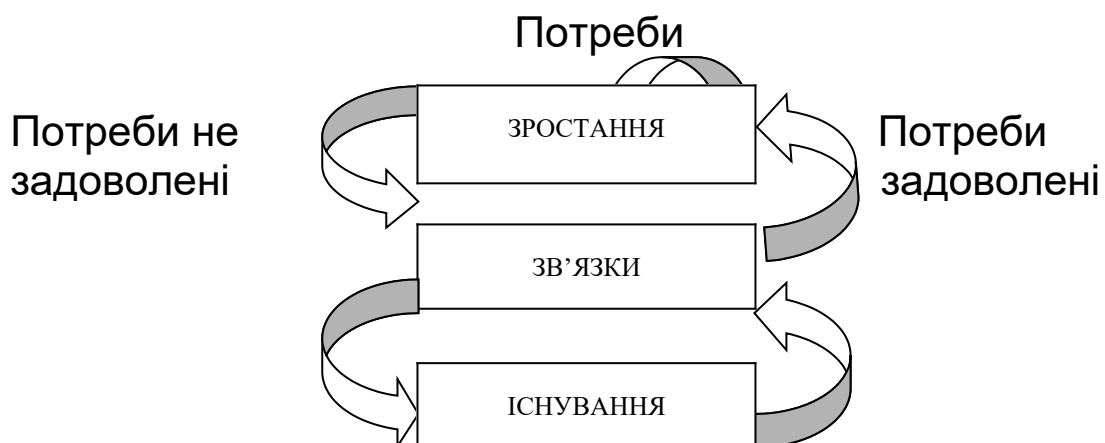 Потреби
Потреби не
задоволені
ЗРОСТАННЯ
Потреби
задоволені
ЗВ’ЯЗКИ
ІСНУВАННЯ